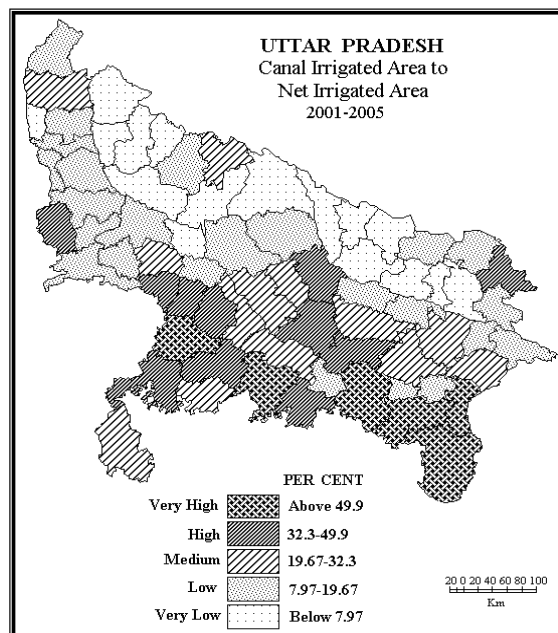 UTTAR PRADESH
Canal Irrigated Area to
Net Irrigated Area
2001-2005
PER CENT
Very High Above 49.9
High 32.3-49.9
Medium 19.67-32.3
Low 7.97-19.67
Very Low Below 7.97
20 0 20 40 60 80 100
Km